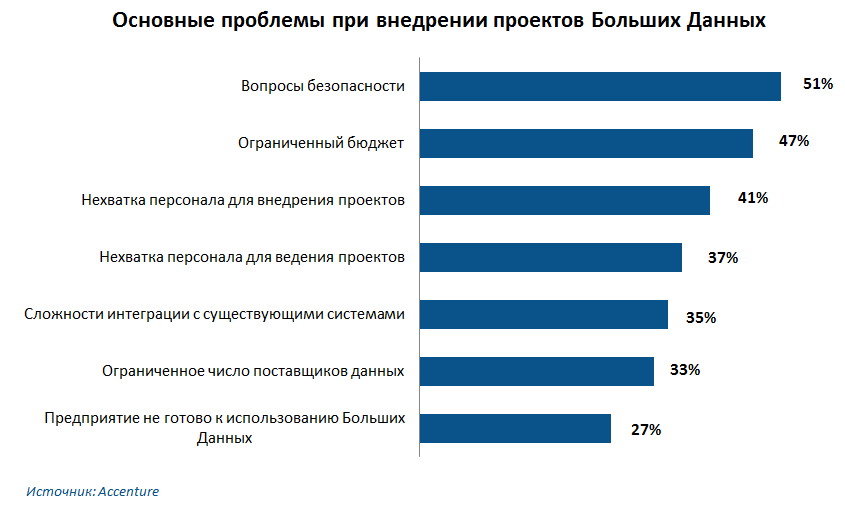 Основные проблемы при внедрении проектов Больших Данных
Вопросы безопасности
51%
Ограниченный бюджет
47%
Нехватка персонала для внедрения проектов
41%
Нехватка персонала для ведения проектов
37%
Сложности интеграции с существующими системами
35%
Ограниченное число поставщиков данных
33%
Предприятие не готово к использованию Больших
Данных
27%
Источник: Accenture